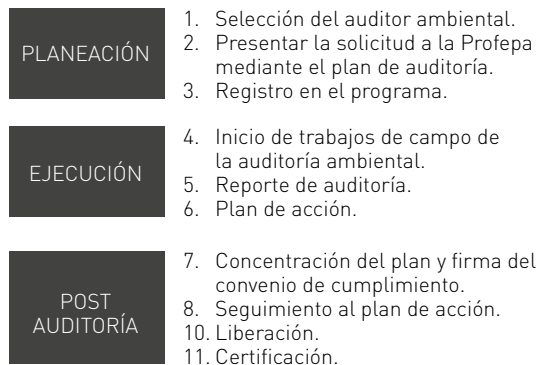 PLANEACIÓN
1. Selección del auditor ambiental.
2. Presentar la solicitud a la Profepa
mediante el plan de auditoría.
3. Registro en el programa.
EJECUCIÓN
4. Inicio de trabajos de campo de
la auditoría ambiental.
5. Reporte de auditoría.
6. Plan de acción.
POST
AUDITORÍA
7. Concentración del plan y firma del
convenio de cumplimiento.
8. Seguimiento al plan de acción.
10. Liberación.
11. Certificación.